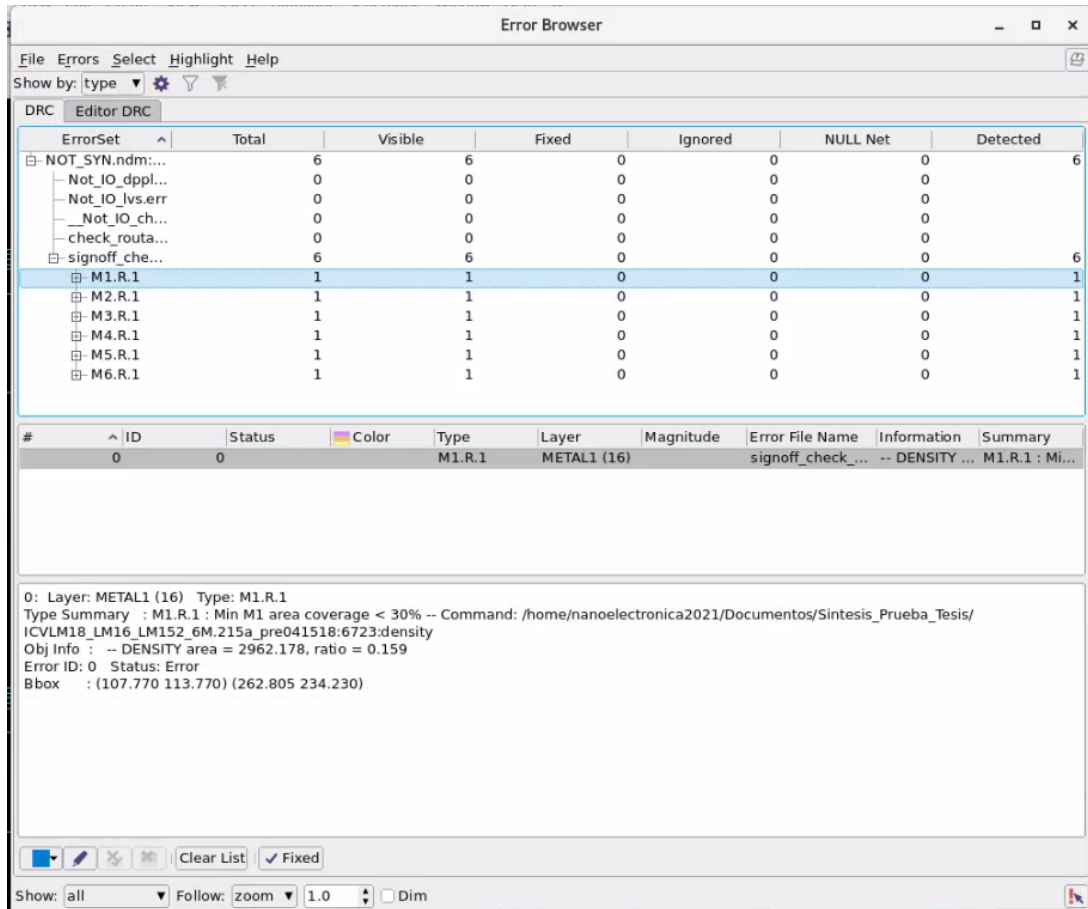 Error Browser
File Errors Select Highlight Help
Show by: type
DRC Editor DRC
ErrorSet Total Visible Fixed Ignored NULL Net Detected
NOT_SYN.ndm:... 6 6 0 0 0 6
Not_IO_dppl... 0 0 0 0 0 0
Not_IO_lvs.err 0 0 0 0 0 0
__Not_IO_ch... 0 0 0 0 0 0
check_routa... 0 0 0 0 0 0
signoff_che... 6 6 0 0 0 6
M1.R.1 1 1 0 0 0 1
M2.R.1 1 1 0 0 0 1
M3.R.1 1 1 0 0 0 1
M4.R.1 1 1 0 0 0 1
M5.R.1 1 1 0 0 0 1
M6.R.1 1 1 0 0 0 1
# ID Status Color Type Layer Magnitude Error File Name Information Summary
0 0 M1.R.1 METAL1 (16) signoff_check_... -- DENSITY ... M1.R.1 : Mi...
0: Layer: METAL1 (16) Type: M1.R.1
Type Summary : M1.R.1 : Min M1 area coverage < 30% -- Command: /home/nanoelectronica2021/Documentos/Sintesis_Prueba_Tesis/
ICVLM18_LM16_LM152_6M.215a_pre041518:6723:density
Obj Info : -- DENSITY area = 2962.178, ratio = 0.159
Error ID: 0 Status: Error
Bbox : (107.770 113.770) (262.805 234.230)
Clear List Fixed
Show: all Follow: zoom 1.0 Dim